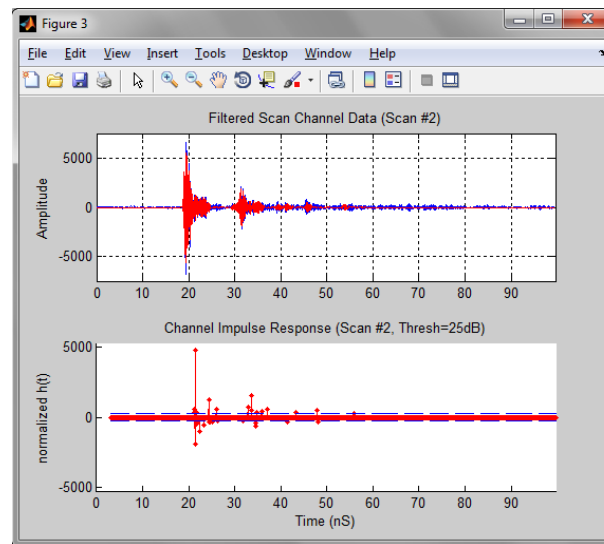 Figure 3
File Edit View Insert Tools Desktop Window Help
Filtered Scan Channel Data (Scan #2)
5000
0
-5000
Amplitude
0 10 20 30 40 50 60 70 80 90
Channel Impulse Response (Scan #2, Thresh=25dB)
5000
0
-5000
normalized h(t)
0 10 20 30 40 50 60 70 80 90
Time (nS)